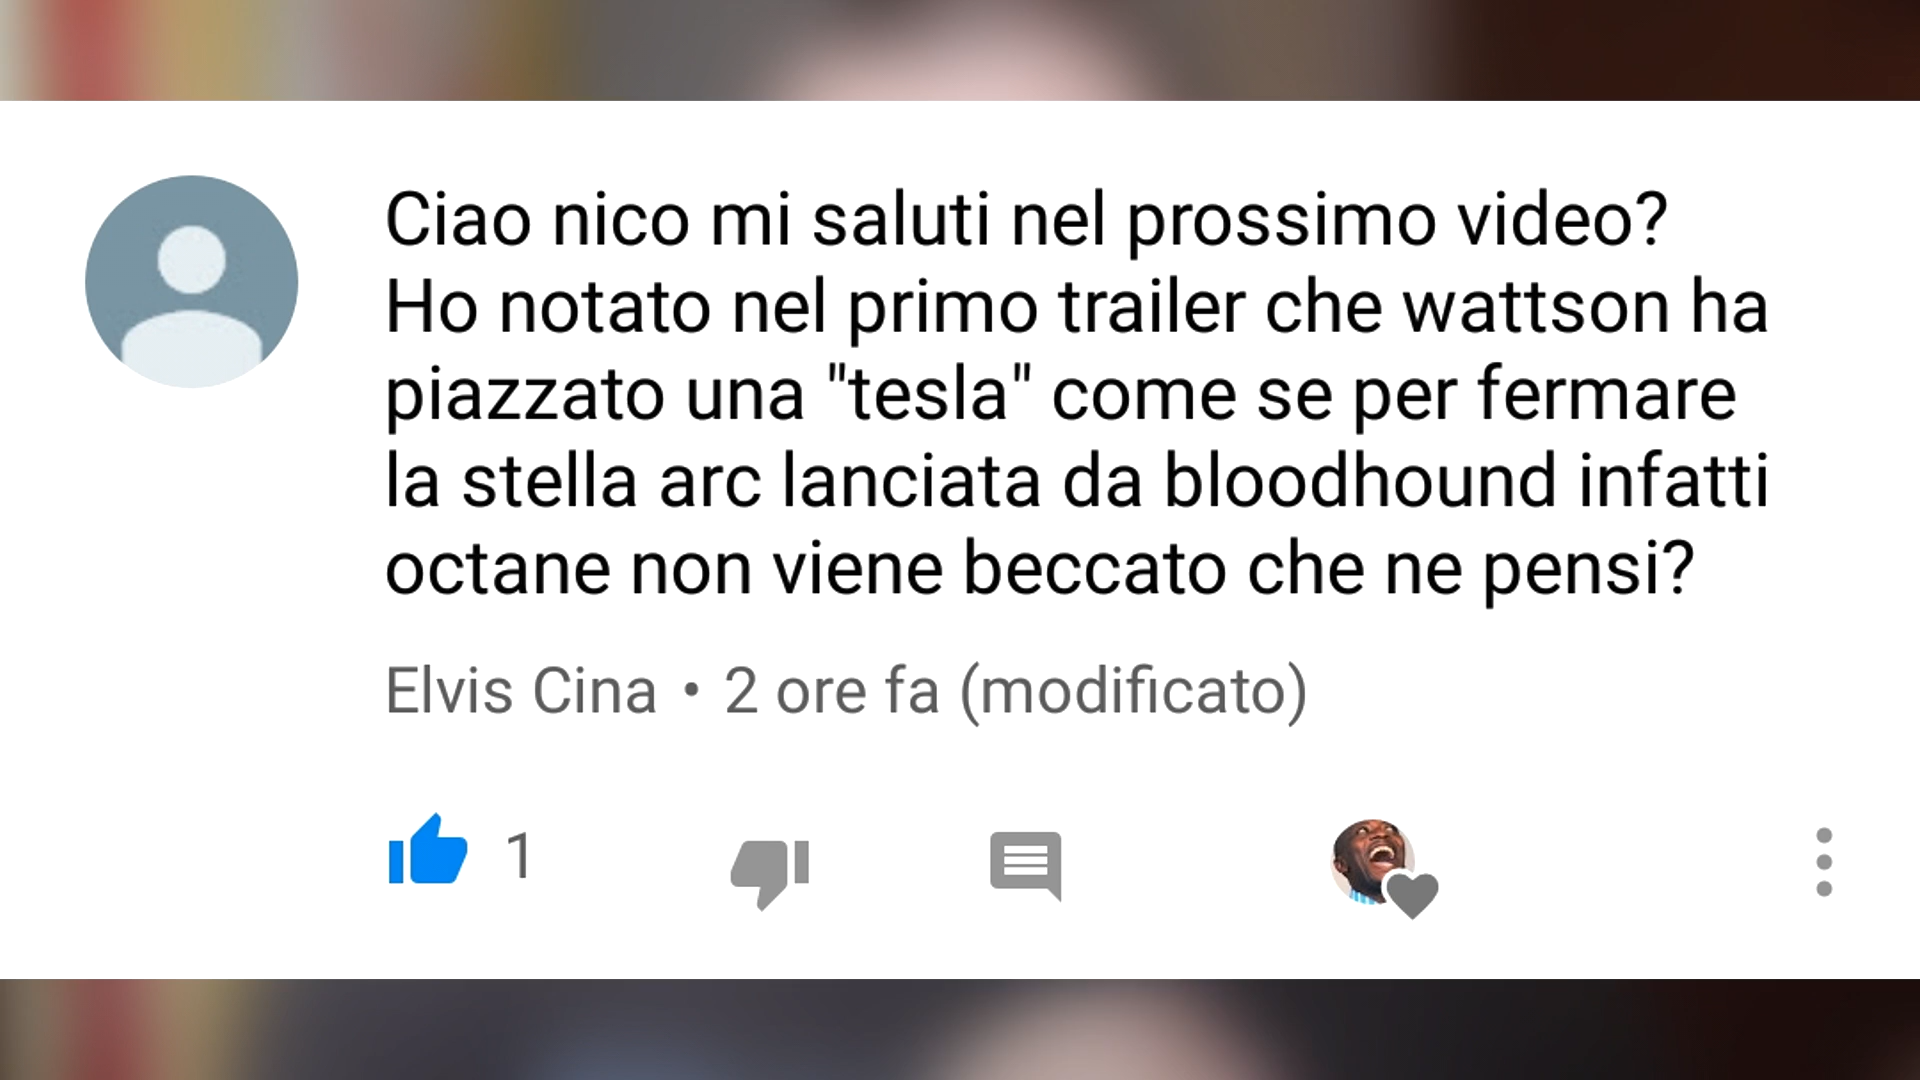 Ciao nico mi saluti nel prossimo video?
Ho notato nel primo trailer che wattson ha
piazzato una "tesla" come se per fermare
la stella arc lanciata da bloodhound infatti
octane non viene beccato che ne pensi?
Elvis Cina • 2 ore fa (modificato)
1